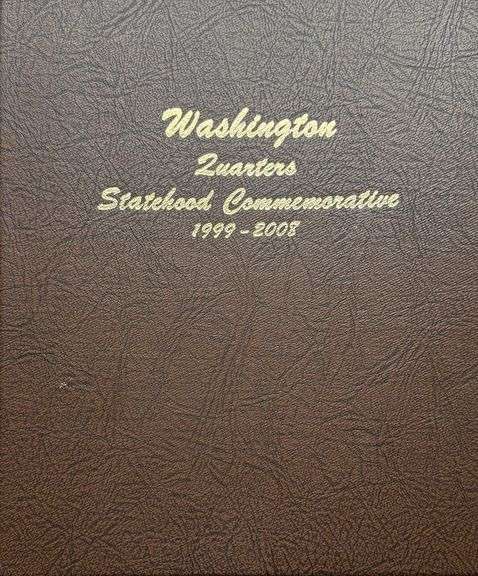 Washington
Quarters
Statehood Commemorative
1999-2008